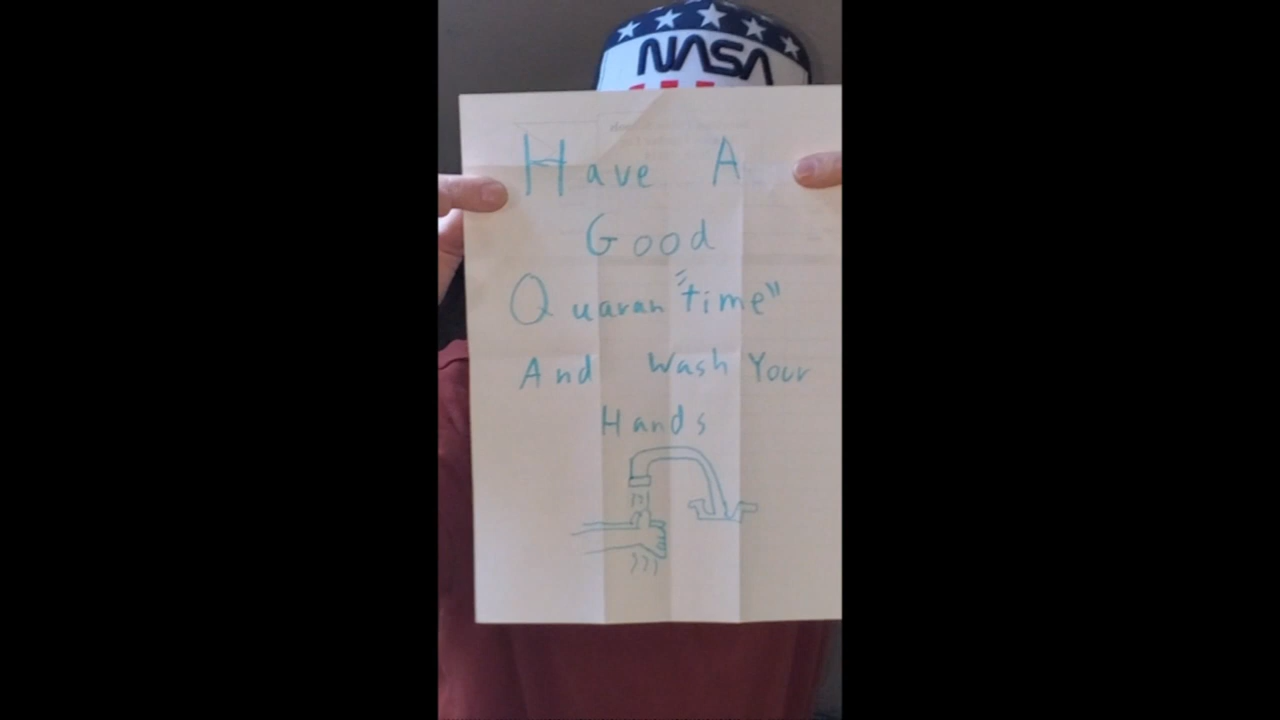 NASA
Have A
Good
Quaran "time"
And Wash Your
Hands